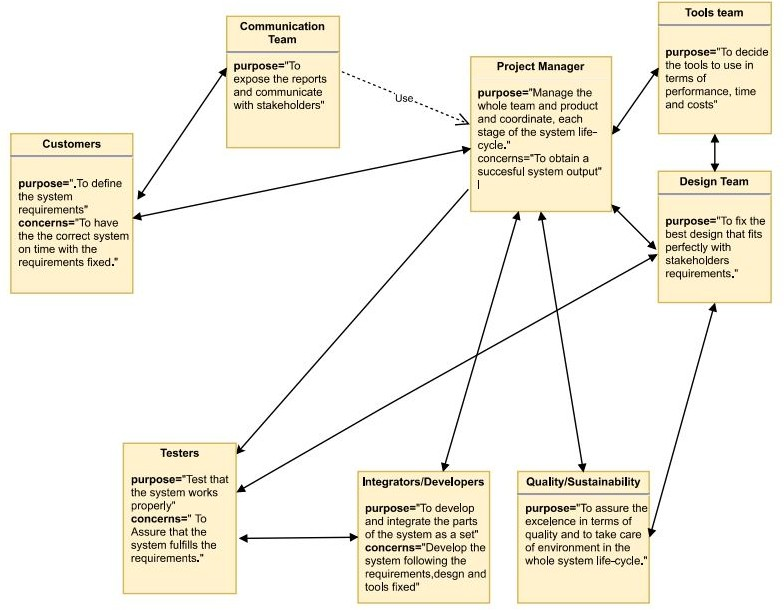 Communication
Team
purpose="To
expose the reports
and communicate
with stakeholders"
Use
Tools team
purpose="To decide
the tools to use in
terms of
performance, time
and costs"
Project Manager
purpose="Manage the
whole team and product
and coordinate, each
stage of the system life-
cycle."
concerns="To obtain a
succesful system output"
|
Customers
purpose=".To define
the system
requirements"
concerns="To have
the the correct system
on time with the
requirements fixed."
Design Team
purpose="To fix the
best design that fits
perfectly with
stakeholders
requirements."
Testers
purpose="Test that
the system works
properly"
concerns=" To
Assure that the
system fulfills the
requirements."
Integrators/Developers
purpose="To develop
and integrate the parts
of the system as a set"
concerns="Develop the
system following the
requirements,desgn and
tools fixed"
Quality/Sustainability
purpose="To assure the
excelence in terms of
quality and to take care
of environment in the
whole system life-cycle."